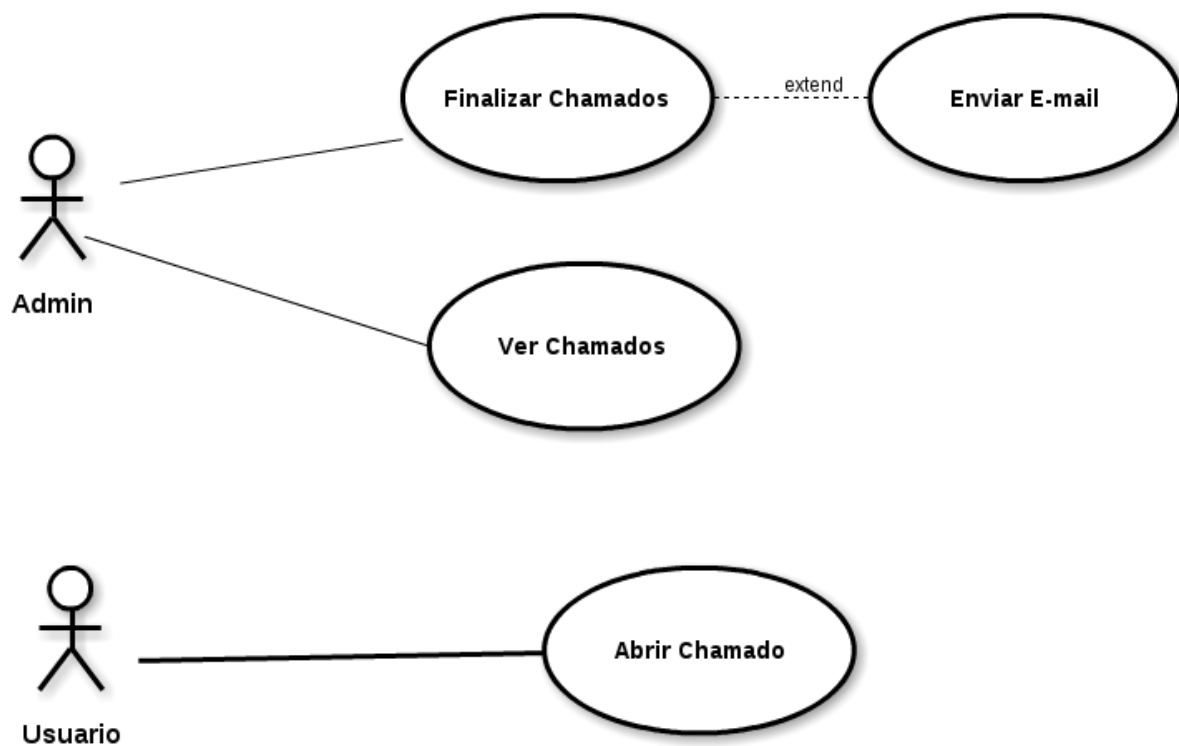 Finalizar Chamados
extend
Enviar E-mail
Admin
Ver Chamados
Abrir Chamado
Usuario